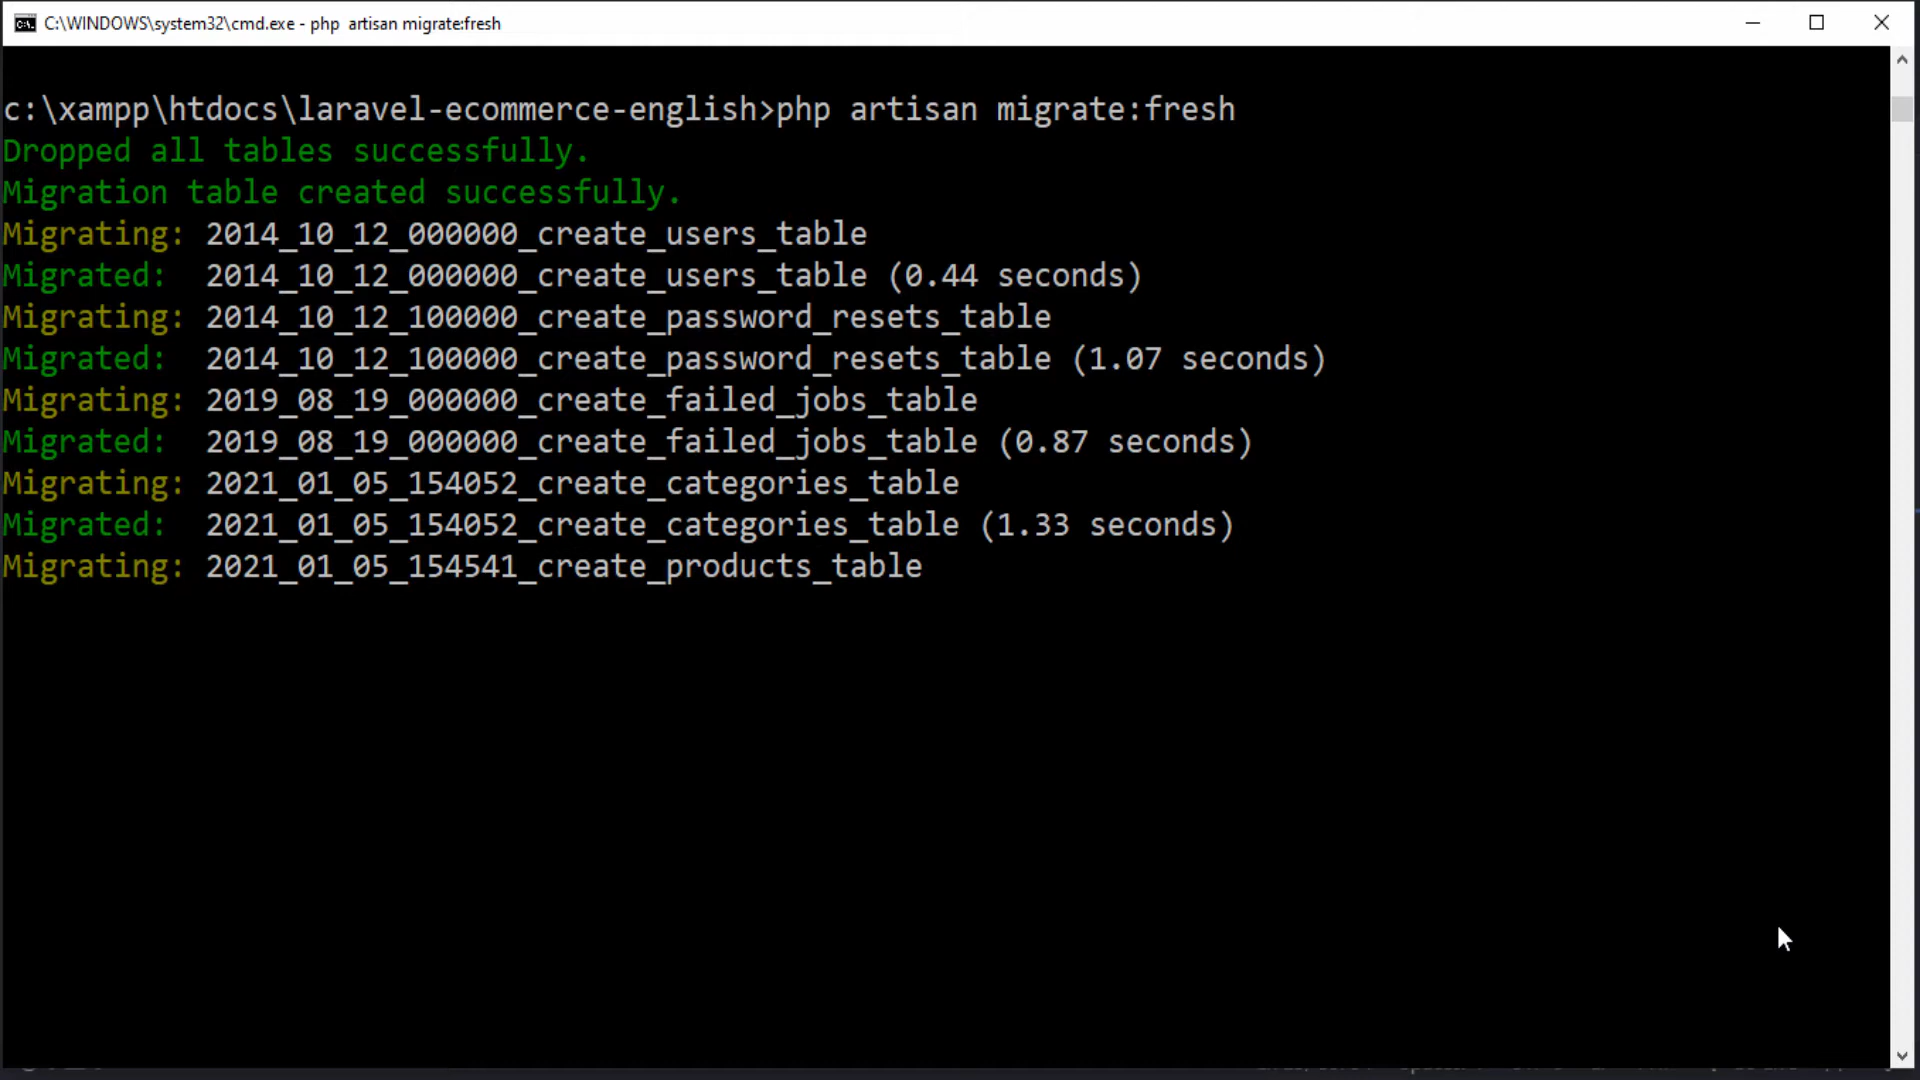 C:\WINDOWS\system32\cmd.exe - php  artisan migrate:fresh
c:\xampp\htdocs\laravel-ecommerce-english>php artisan migrate:fresh
Dropped all tables successfully.
Migration table created successfully.
Migrating: 2014_10_12_000000_create_users_table
Migrated:  2014_10_12_000000_create_users_table (0.44 seconds)
Migrating: 2014_10_12_100000_create_password_resets_table
Migrated:  2014_10_12_100000_create_password_resets_table (1.07 seconds)
Migrating: 2019_08_19_000000_create_failed_jobs_table
Migrated:  2019_08_19_000000_create_failed_jobs_table (0.87 seconds)
Migrating: 2021_01_05_154052_create_categories_table
Migrated:  2021_01_05_154052_create_categories_table (1.33 seconds)
Migrating: 2021_01_05_154541_create_products_table